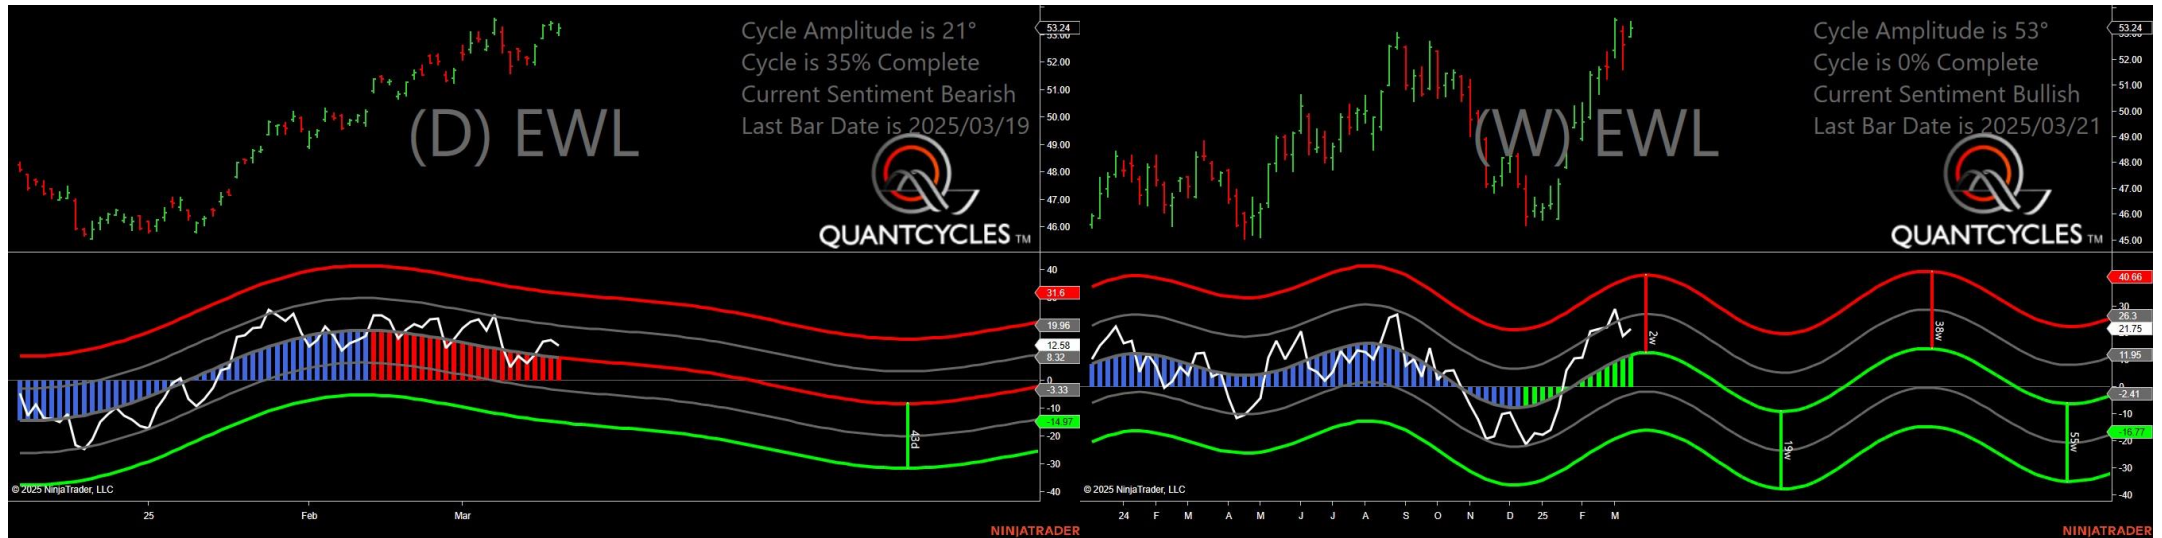 Cycle Amplitude is 21°
Cycle is 35% Complete
Current Sentiment Bearish
Last Bar Date is 2025/03/19
(D) EWL
QUANTCYCLES TM
53.24
53.00
52.00
51.00
50.00
49.00
48.00
47.00
46.00
40
31.6
19.96
12.58
8.32
0
-3.33
-10
-14.97
-20
-30
-40
43d
© 2025 NinjaTrader, LLC
25 Feb Mar
NINJATRADER
Cycle Amplitude is 53°
Cycle is 0% Complete
Current Sentiment Bullish
Last Bar Date is 2025/03/21
(W) EWL
QUANTCYCLES TM
53.24
53.00
52.00
51.00
50.00
49.00
48.00
47.00
46.00
45.00
40.66
30
26.3
21.75
11.95
0
-2.41
-10
-16.77
-20
-30
-40
2w
38w
19w
55w
© 2025 NinjaTrader, LLC
24 F M A M J J A S O N D 25 F M
NINJATRADER